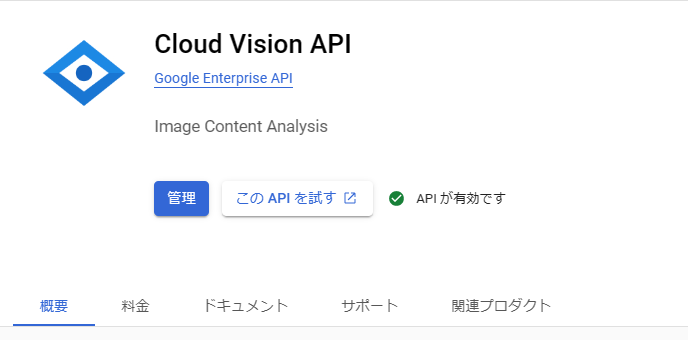 Cloud Vision API
Google Enterprise API
Image Content Analysis
管理 この API を試す API が有効です
概要 料金 ドキュメント サポート 関連プロダクト